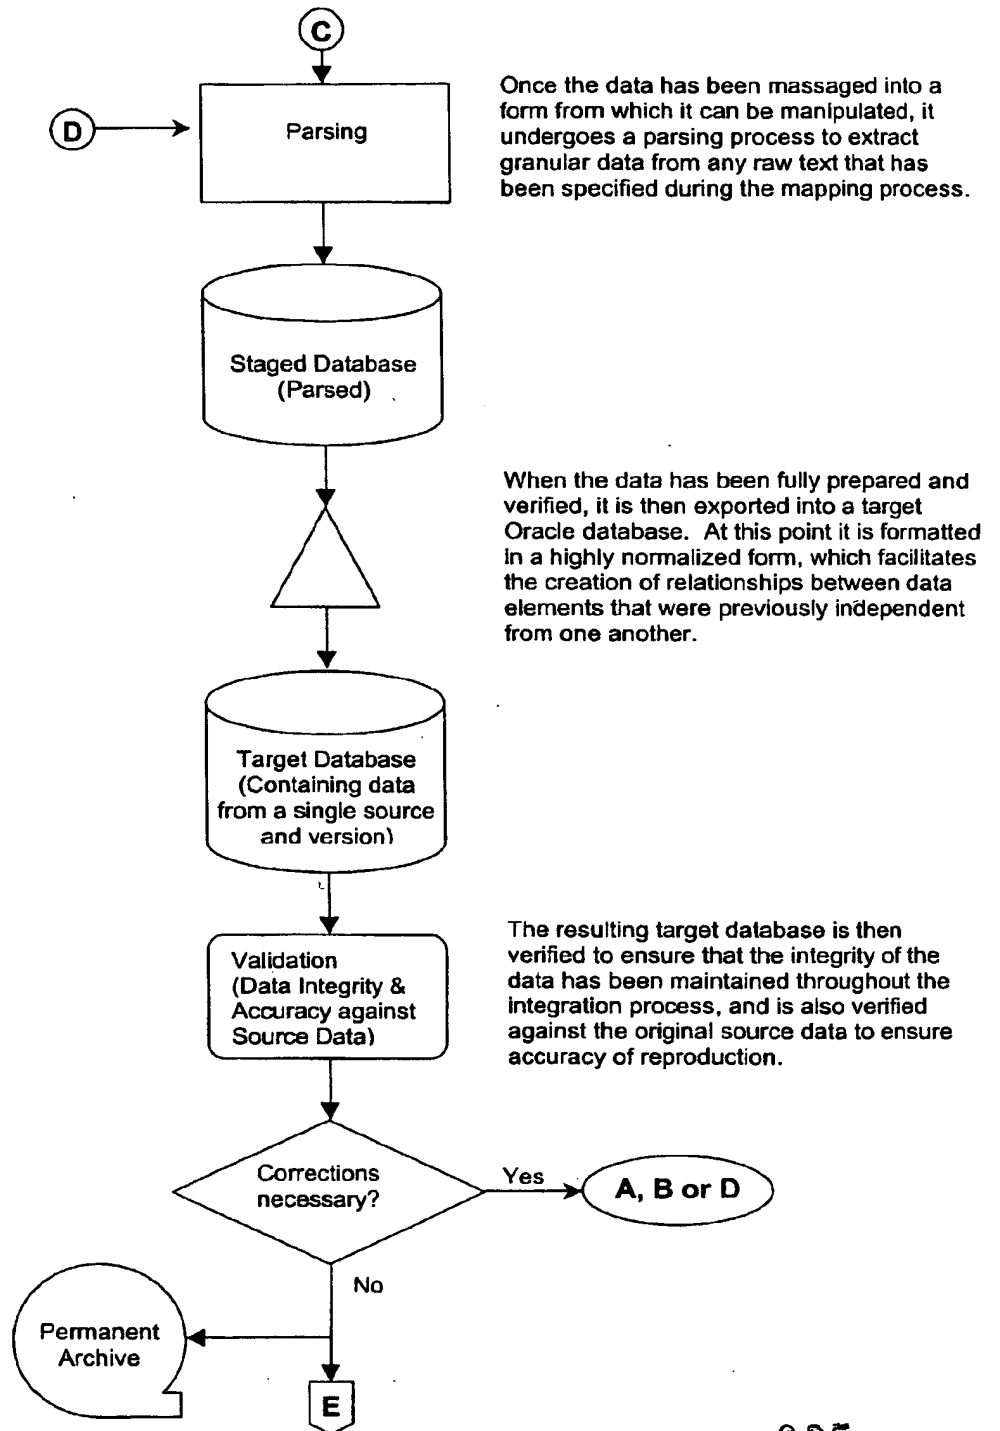 C
D
Parsing
Once the data has been massaged into a
form from which it can be manipulated, it
undergoes a parsing process to extract
granular data from any raw text that has
been specified during the mapping process.
Staged Database
(Parsed)
When the data has been fully prepared and
verified, it is then exported into a target
Oracle database. At this point it is formatted
in a highly normalized form, which facilitates
the creation of relationships between data
elements that were previously independent
from one another.
Target Database
(Containing data
from a single source
and version)
Validation
(Data Integrity &
Accuracy against
Source Data)
The resulting target database is then
verified to ensure that the integrity of the
data has been maintained throughout the
integration process, and is also verified
against the original source data to ensure
accuracy of reproduction.
Corrections
necessary?
Yes
A, B or D
No
Permanent
Archive
E